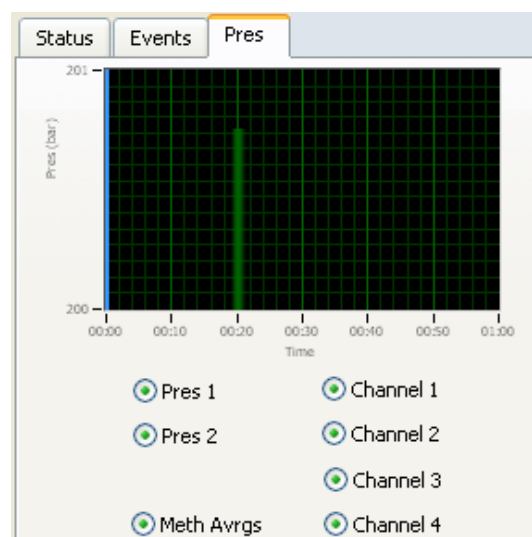 Status Events Pres
201
Pres (bar)
200
00:00 00:10 00:20 00:30 00:40 00:50 01:00
Time
Pres 1 Channel 1
Pres 2 Channel 2
Channel 3
Meth Avrgs Channel 4